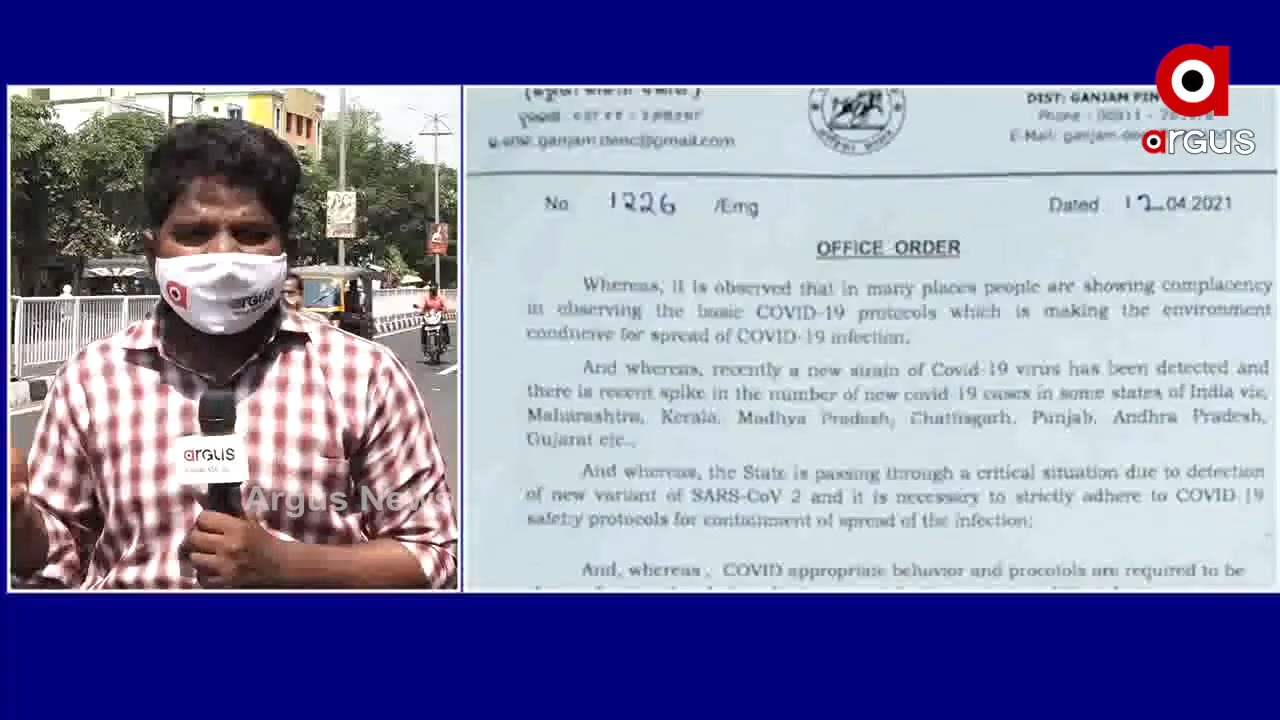 argus
argus
argus
Argus News
DIST: GANJAM PIN
E-Mail: ganjam
No 1226 /Emg
Dated 12.04.2021
OFFICE ORDER
Whereas, it is observed that in many places people are showing complacency
in observing the basic COVID-19 protocols which is making the environment
conducive for spread of COVID-19 infection.
And whereas, recently a new strain of Covid-19 virus has been detected and
there is recent spike in the number of new covid-19 cases in some states of India viz,
Maharashtra, Kerala, Madhya Pradesh, Chattisgarh, Punjab, Andhra Pradesh,
Gujarat etc.,
And whereas, the State is passing through a critical situation due to detection
of new variant of SARS-CoV 2 and it is necessary to strictly adhere to COVID-19
safety protocols for containment of spread of the infection;
And, whereas, COVID appropriate behavior and procotols are required to be